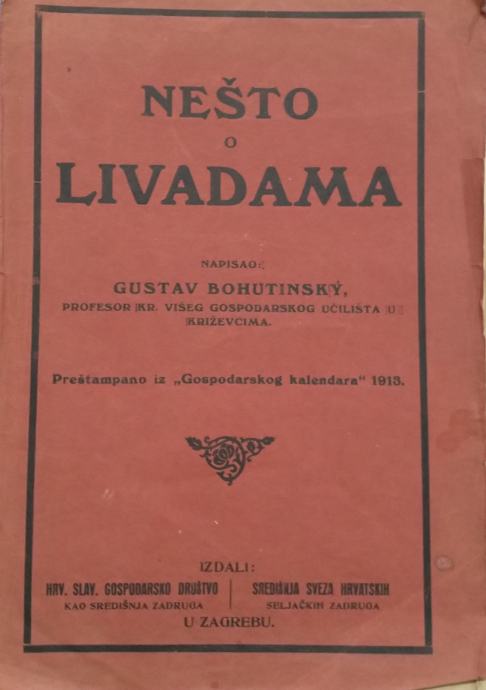 NEŠTO
O
LIVADAMA
NAPISAO:
GUSTAV BOHUTINSKÝ,
PROFESOR KR. VIŠEG GOSPODARSKOG UČILIŠTA U
KRIŽEVCIMA.
Preštampano iz „Gospodarskog kalendara“ 1913.
IZDALI:
HRV. SLAV. GOSPODARSKO DRUŠTVO
KAO SREDIŠNJA ZADRUGA
SREDIŠNJA SVEZA HRVATSKIH
SELJAČKIH ZADRUGA
U ZAGREBU.